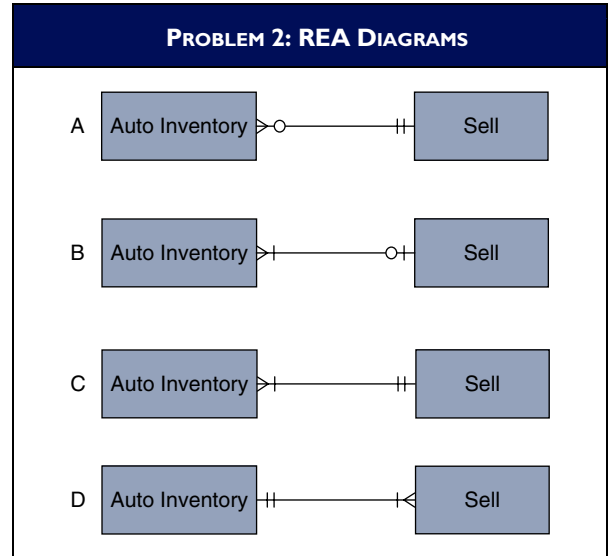 PROBLEM 2: REA DIAGRAMS
A Auto Inventory Sell
B Auto Inventory Sell
C Auto Inventory Sell
D Auto Inventory Sell